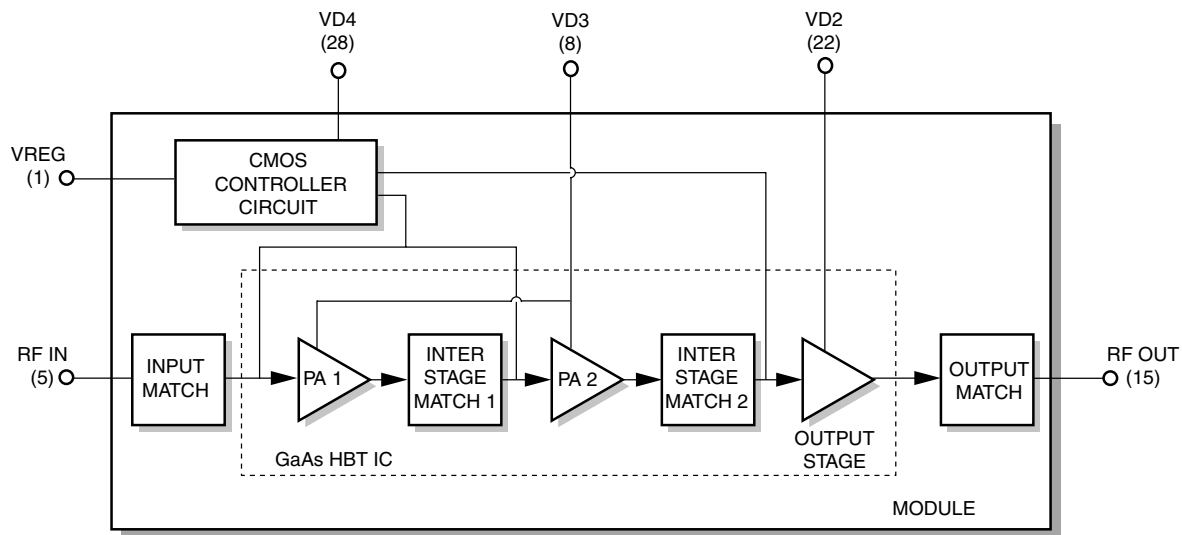 VD4
(28)
VD3
(8)
VD2
(22)
VREG
(1)
CMOS
CONTROLLER
CIRCUIT
RF IN
(5)
INPUT
MATCH
PA 1
INTER
STAGE
MATCH 1
PA 2
INTER
STAGE
MATCH 2
OUTPUT
STAGE
OUTPUT
MATCH
RF OUT
(15)
GaAs HBT IC
MODULE